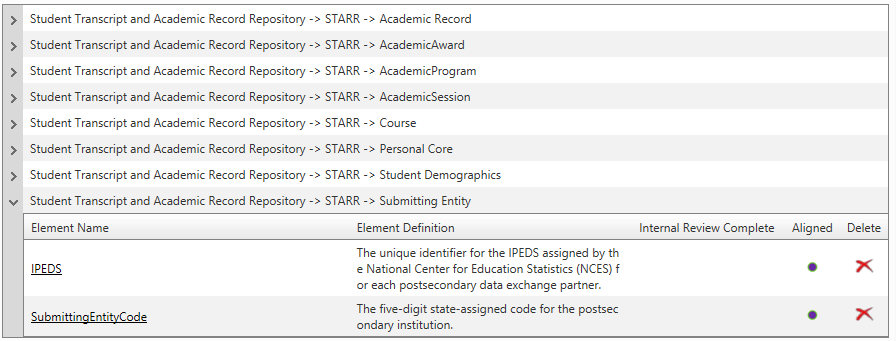 Student Transcript and Academic Record Repository -> STARR -> Academic Record
Student Transcript and Academic Record Repository -> STARR -> AcademicAward
Student Transcript and Academic Record Repository -> STARR -> AcademicProgram
Student Transcript and Academic Record Repository -> STARR -> AcademicSession
Student Transcript and Academic Record Repository -> STARR -> Course
Student Transcript and Academic Record Repository -> STARR -> Personal Core
Student Transcript and Academic Record Repository -> STARR -> Student Demographics
Student Transcript and Academic Record Repository -> STARR -> Submitting Entity
Element Name Element Definition Internal Review Complete Aligned Delete
The unique identifier for the IPEDS assigned by th
IPEDS e National Center for Education Statistics (NCES) f
or each postsecondary data exchange partner.
SubmittingEntityCode The five-digit state-assigned code for the postsec
ondary institution.